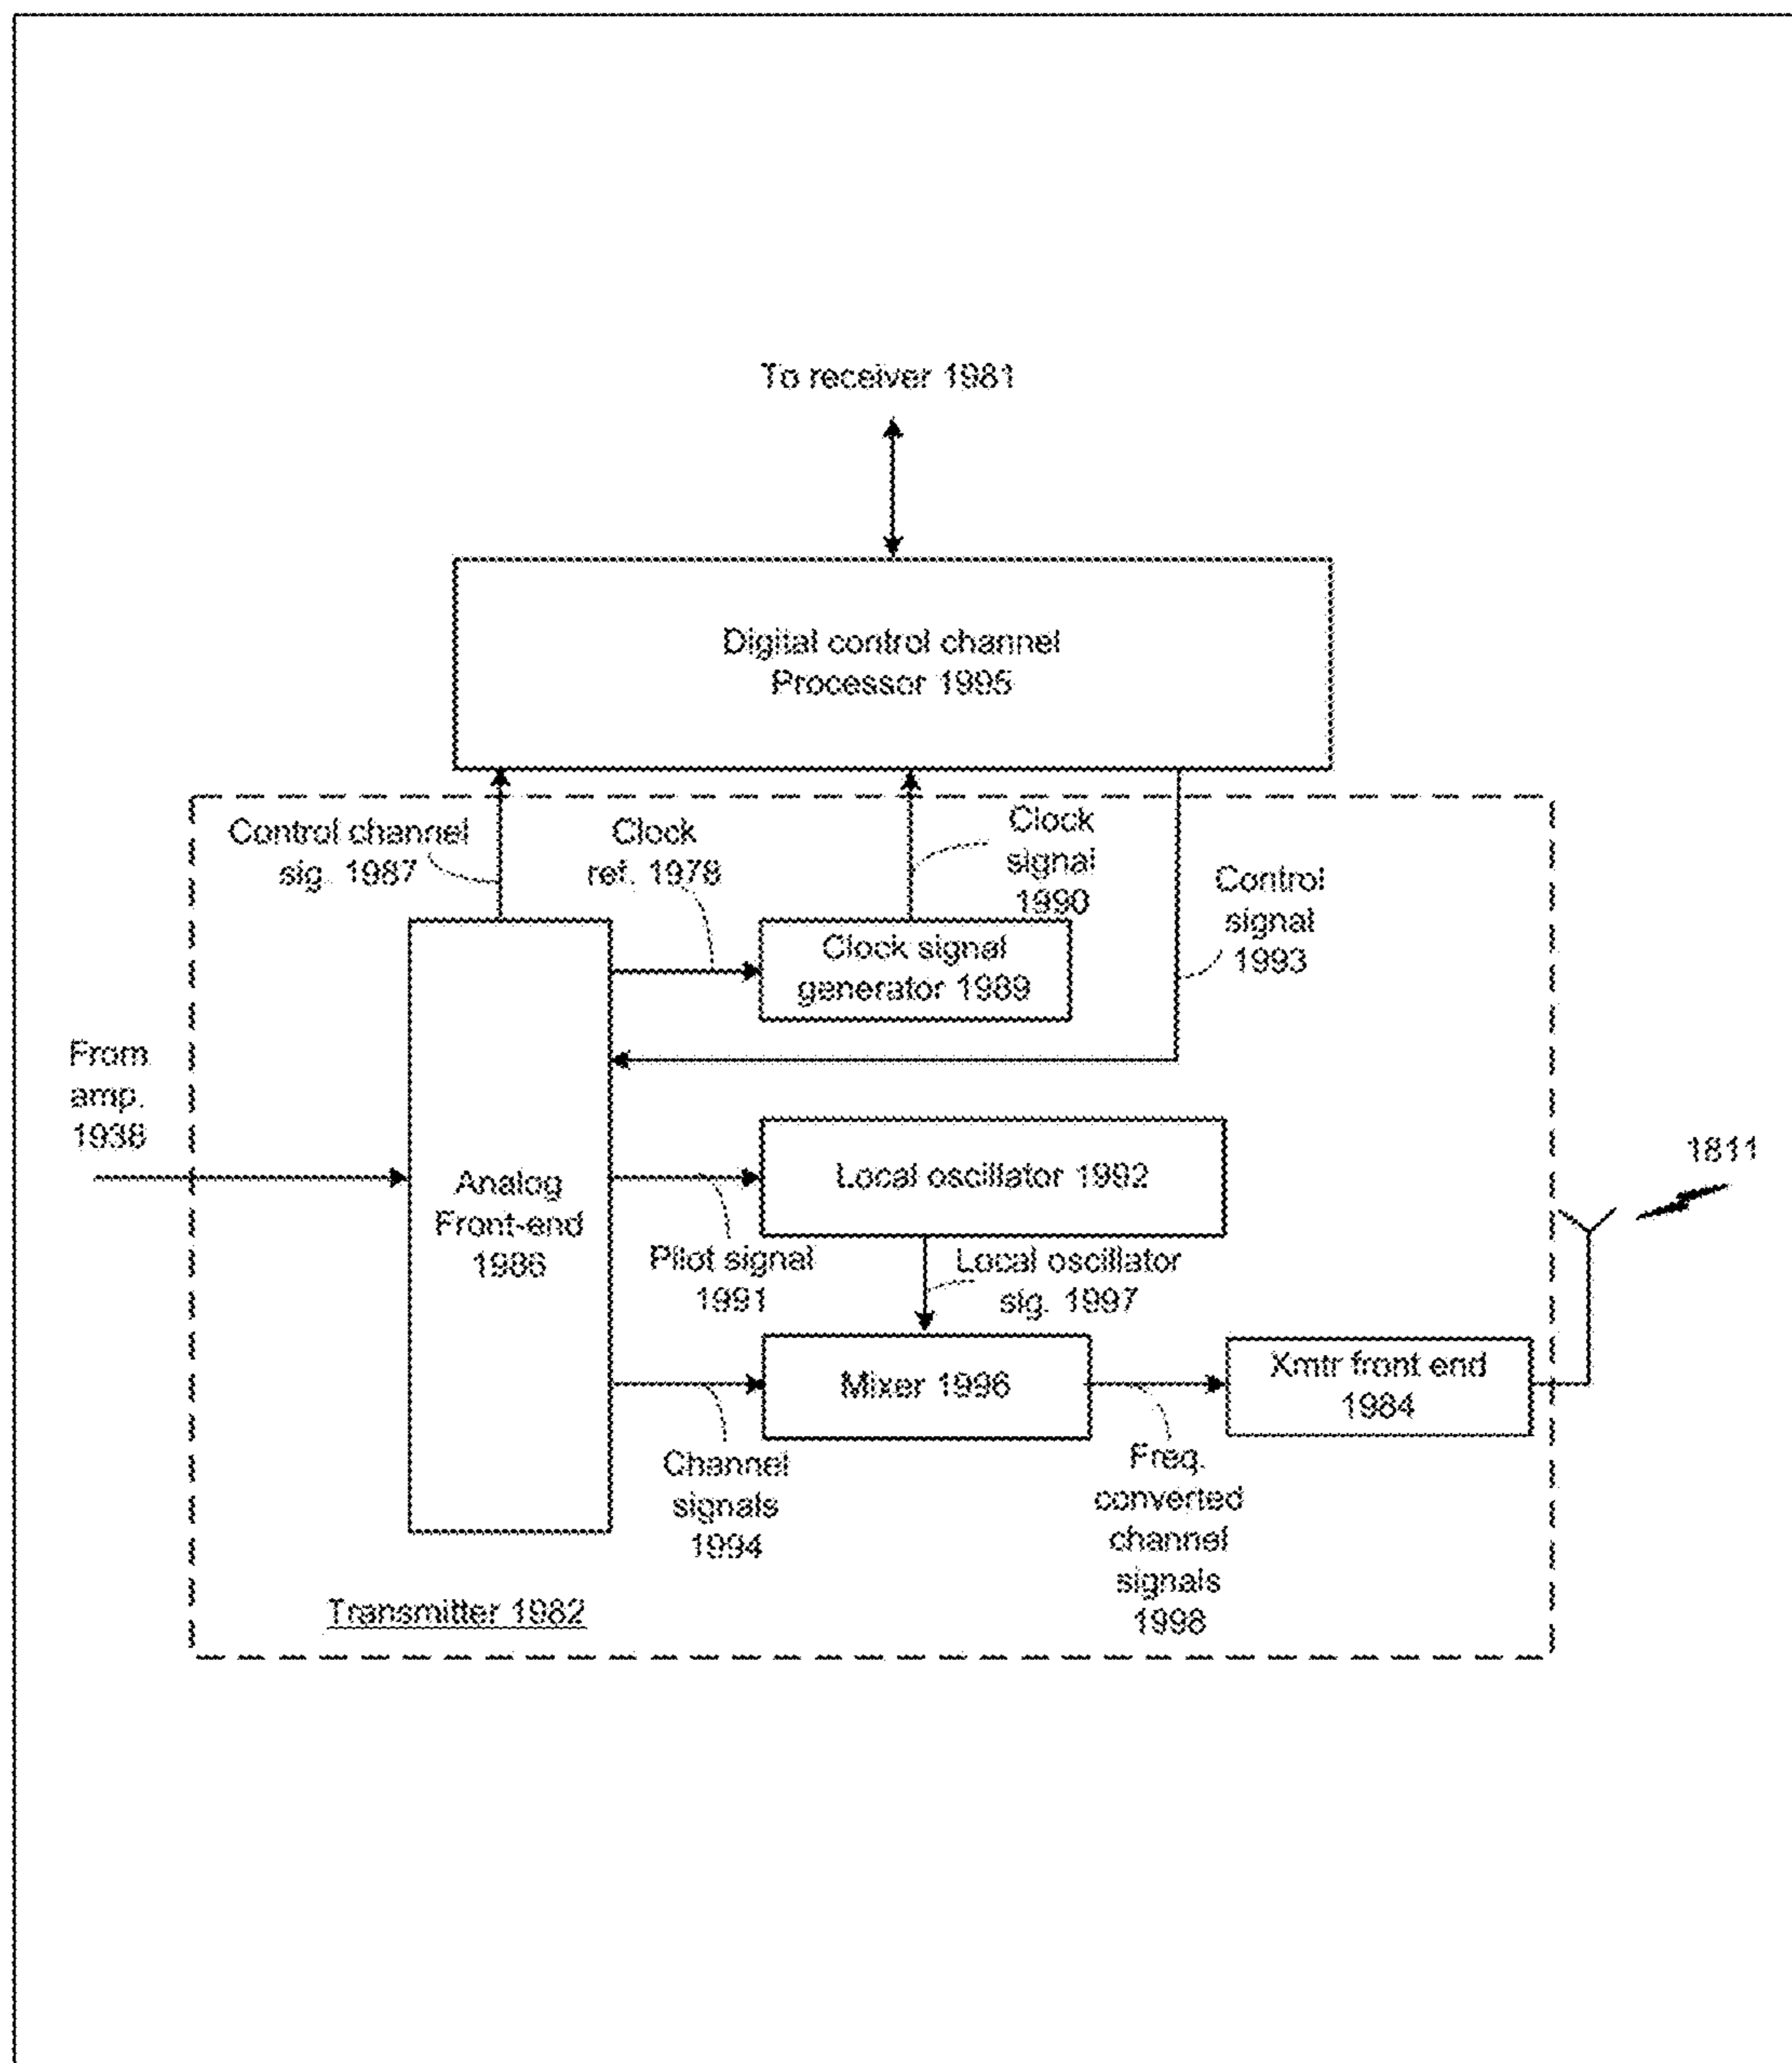 To receiver 1981
Digital control channel
Processor 1995
Control channel
sig. 1987
Clock
ref. 1978
Clock
signal
1990
Control
signal
1993
Clock signal
generator 1989
From
amp.
1938
Analog
Front-end
1986
Local oscillator 1992
1811
Pilot signal
1991
Local oscillator
sig. 1997
Mixer 1996
Xmtr front end
1984
Channel
signals
1994
Freq.
converted
channel
signals
1998
Transmitter 1982